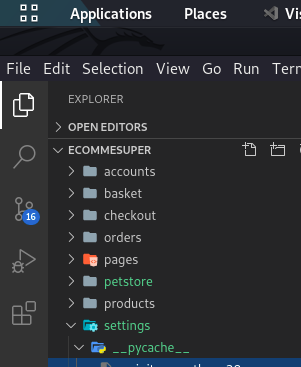 Applications Places Vis
File Edit Selection View Go Run Term
EXPLORER
OPEN EDITORS
ECOMMESUPER
accounts
basket
checkout
16
orders
pages
petstore
products
settings
__pycache__